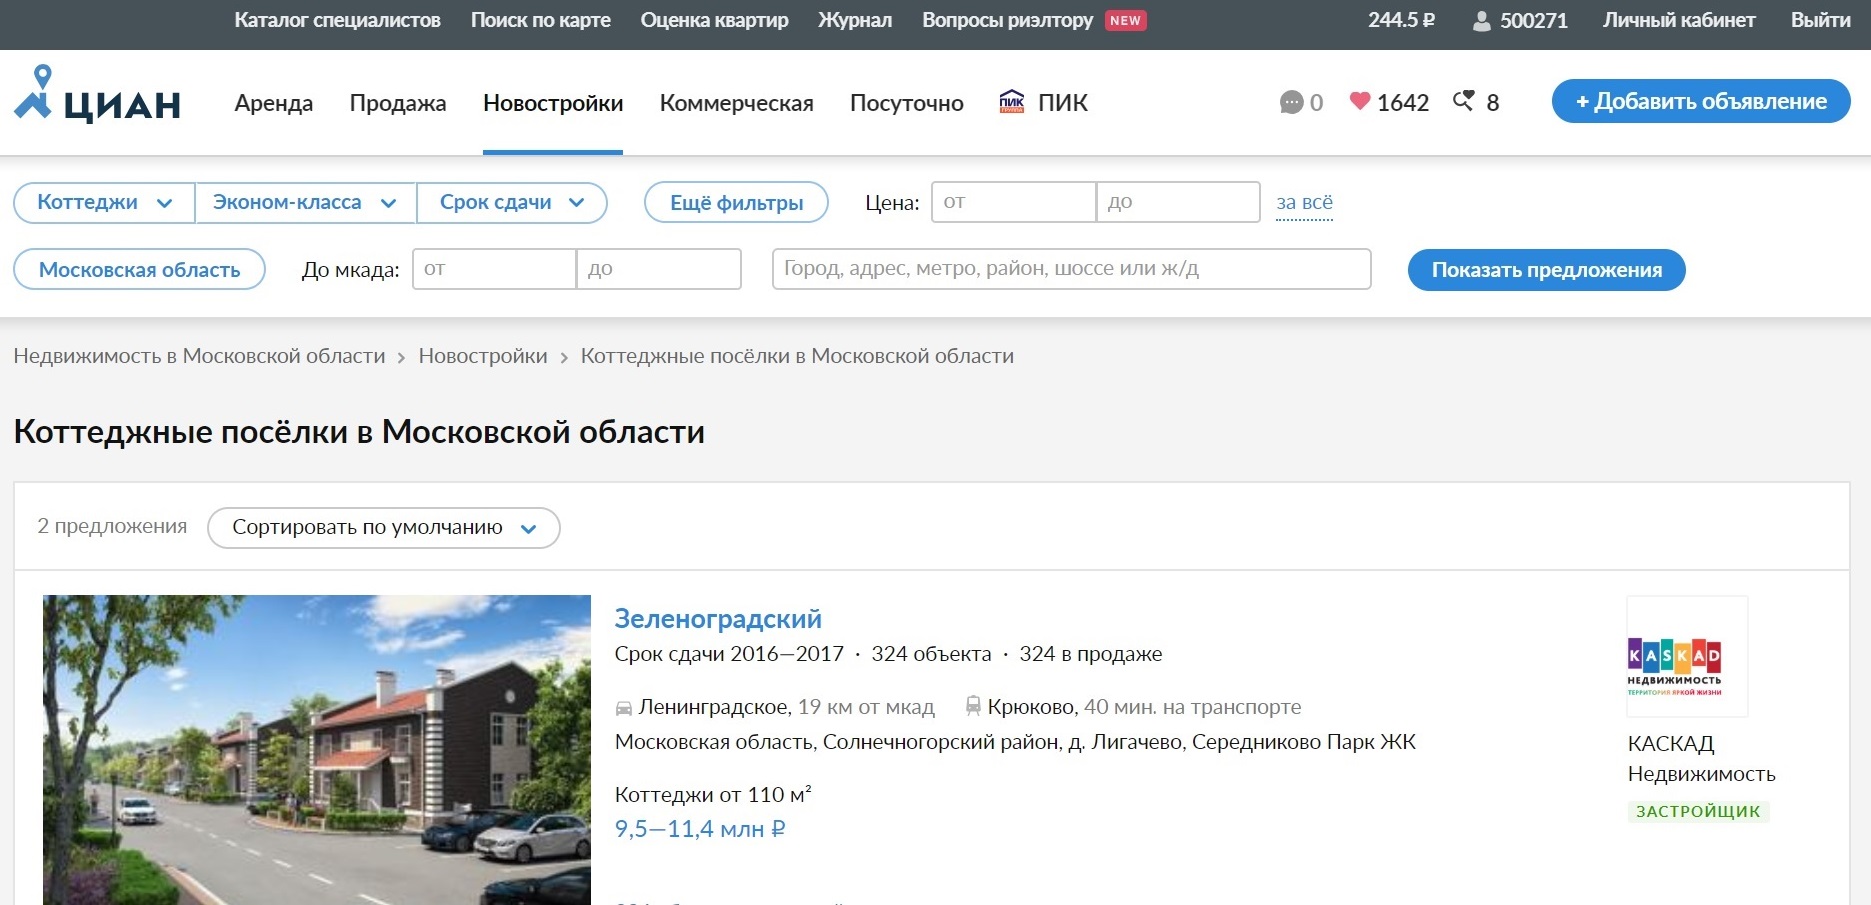 Каталог специалистов Поиск по карте Оценка квартир Журнал Вопросы риэлтору NEW 244.5 ₽ 500271 Личный кабинет Выйти
ЦИАН Аренда Продажа Новостройки Коммерческая Посуточно ПИК ПИК 0 1642 8 + Добавить объявление
Коттеджи Эконом-класса Срок сдачи Ещё фильтры Цена: от до за всё
Московская область До мкада: от до Город, адрес, метро, район, шоссе или ж/д Показать предложения
Недвижимость в Московской области > Новостройки > Коттеджные посёлки в Московской области
Коттеджные посёлки в Московской области
2 предложения Сортировать по умолчанию
Зеленоградский
Срок сдачи 2016—2017 · 324 объекта · 324 в продаже
Ленинградское, 19 км от мкад Крюково, 40 мин. на транспорте
Московская область, Солнечногорский район, д. Лигачево, Середниково Парк ЖК
Коттеджи от 110 м²
9,5—11,4 млн ₽
KASKAD
НЕДВИЖИМОСТЬ
ТЕРРИТОРИЯ ЯРКОЙ ЖИЗНИ
КАСКАД
Недвижимость
ЗАСТРОЙЩИК